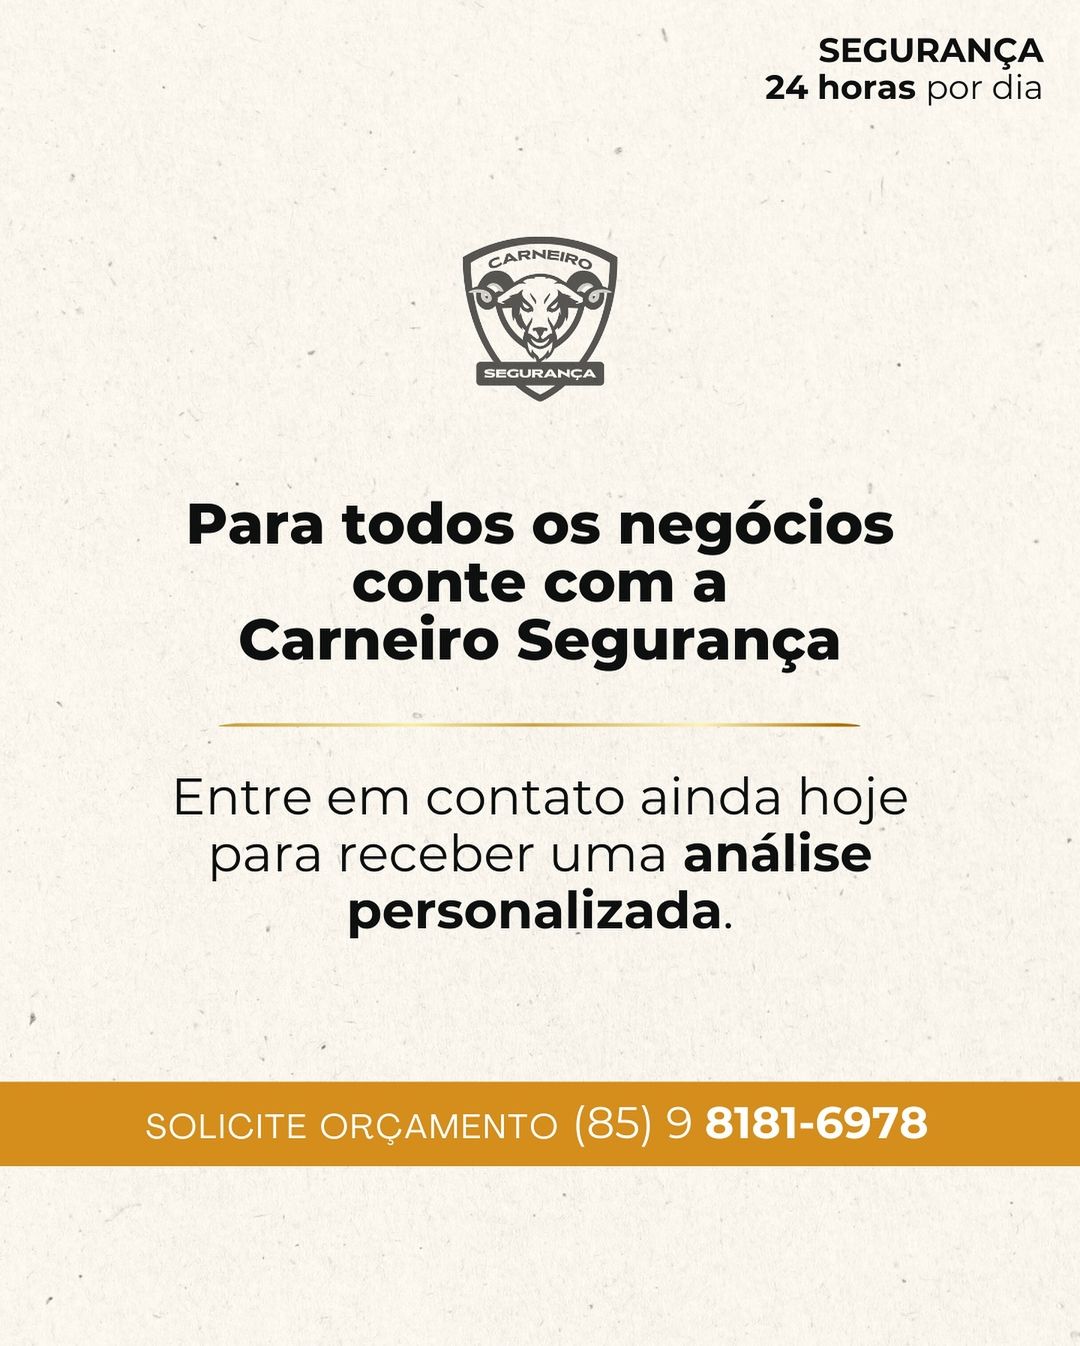 SEGURANÇA
24 horas por dia
CARNEIRO
SEGURANÇA
Para todos os negócios
conte com a
Carneiro Segurança
Entre em contato ainda hoje
para receber uma análise
personalizada.
SOLICITE ORÇAMENTO (85) 9 8181-6978